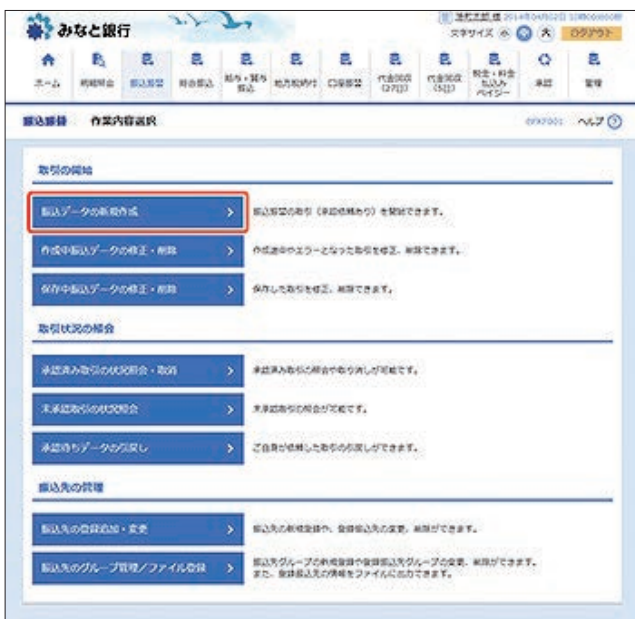 みなと銀行
文字サイズ 小 中 大 ログアウト
ホーム 明細照会 振込振替 総合振込 給与・賞与振込 地方税納付 口座振替 代金回収
税金・料金払込み
ペイジー
承認 管理
振込振替 作業内容選択 ヘルプ ?
取引の開始
振込データの新規作成 振込振替の取引(承認依頼あり)を開始できます。
作成中振込データの修正・削除 作成途中やエラーとなった取引を修正、削除できます。
保存中振込データの修正・削除 保存した取引を修正、削除できます。
取引状況の照会
承認済み取引の状況照会・取消 承認済み取引の照会や取り消しが可能です。
未承認取引の状況照会 未承認取引の照会が可能です。
承認待ちデータの引戻し ご自身が依頼した取引の引戻しができます。
振込先の管理
振込先の登録追加・変更 振込先の新規登録や、登録振込先の変更、削除ができます。
振込先のグループ管理/ファイル登録 振込先グループの新規登録や登録振込先グループの変更、削除ができます。
また、登録振込先の情報をファイルに出力できます。